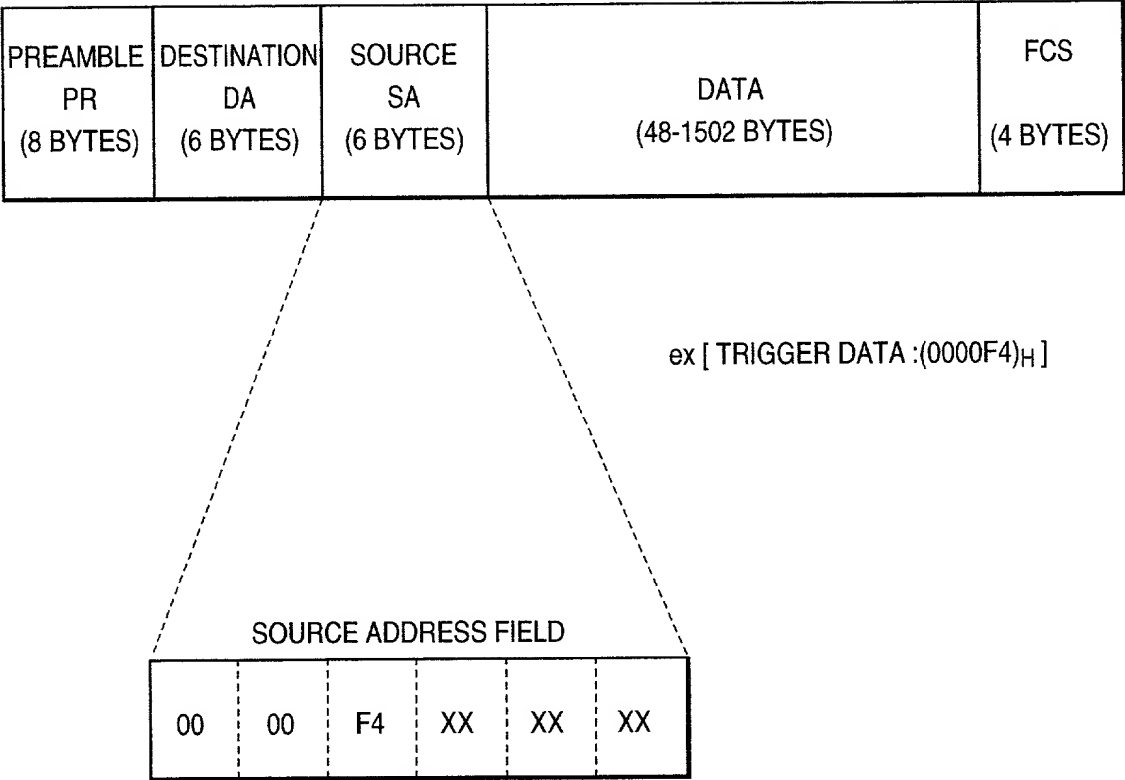 PREAMBLE
PR
(8 BYTES)
DESTINATION
DA
(6 BYTES)
SOURCE
SA
(6 BYTES)
DATA
(48-1502 BYTES)
FCS
(4 BYTES)
ex [ TRIGGER DATA :(0000F4)H ]
SOURCE ADDRESS FIELD
00 00 F4 XX XX XX